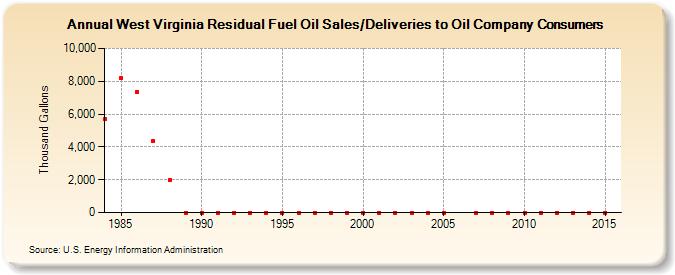 Annual West Virginia Residual Fuel Oil Sales/Deliveries to Oil Company Consumers
Thousand Gallons
10,000
8,000
6,000
4,000
2,000
0
1985 1990 1995 2000 2005 2010 2015
Source: U.S. Energy Information Administration